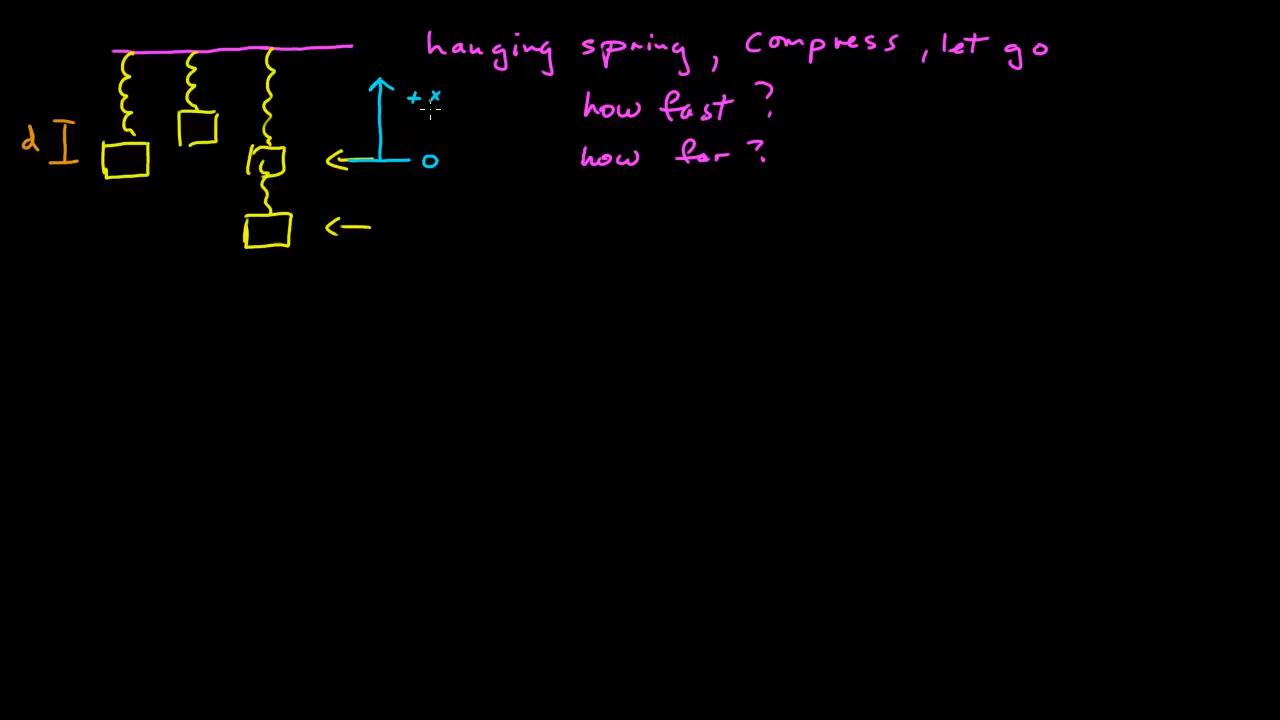 hanging spring, compress, let go
+x
how fast?
d
0
how far?